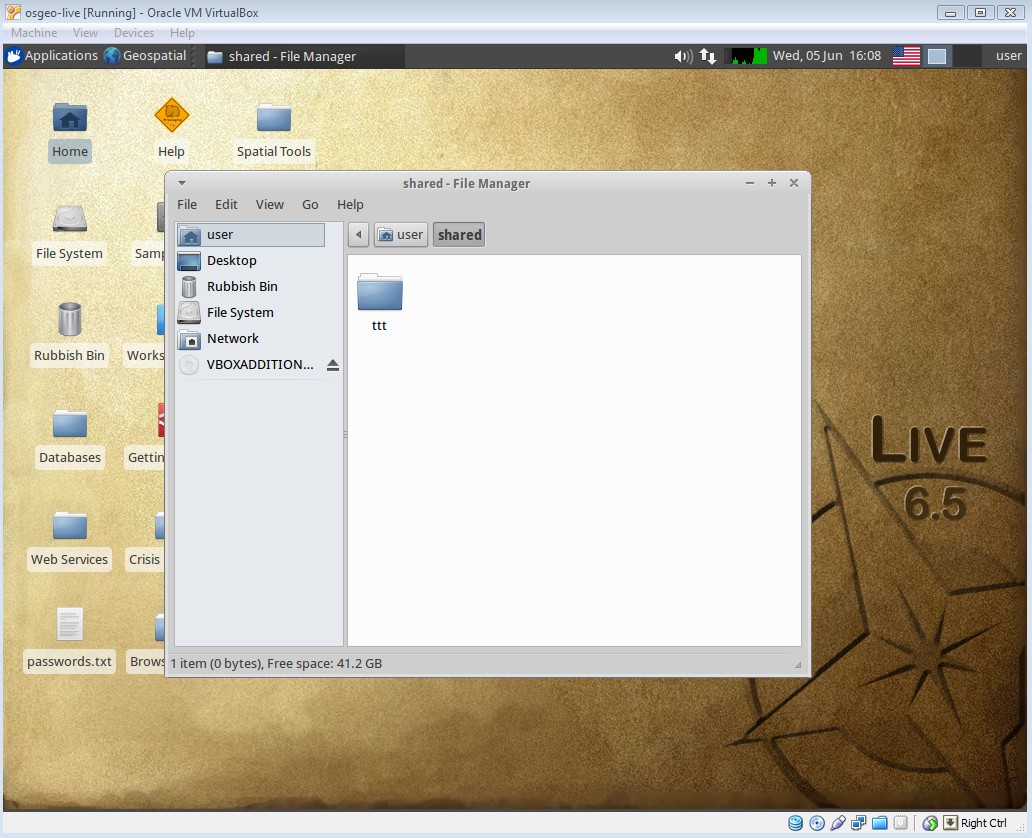 osgeo-live [Running] - Oracle VM VirtualBox
Machine View Devices Help
Applications Geospatial shared - File Manager Wed, 05 Jun 16:08 user
Home Help Spatial Tools
shared - File Manager
File Edit View Go Help
user
user shared
Desktop
Rubbish Bin
File System
Network
VBOXADDITION...
ttt
1 item (0 bytes), Free space: 41.2 GB
File System Samp
Rubbish Bin Works
Databases Gettin
Web Services Crisis
passwords.txt Brows
LIVE
6.5
Right Ctrl